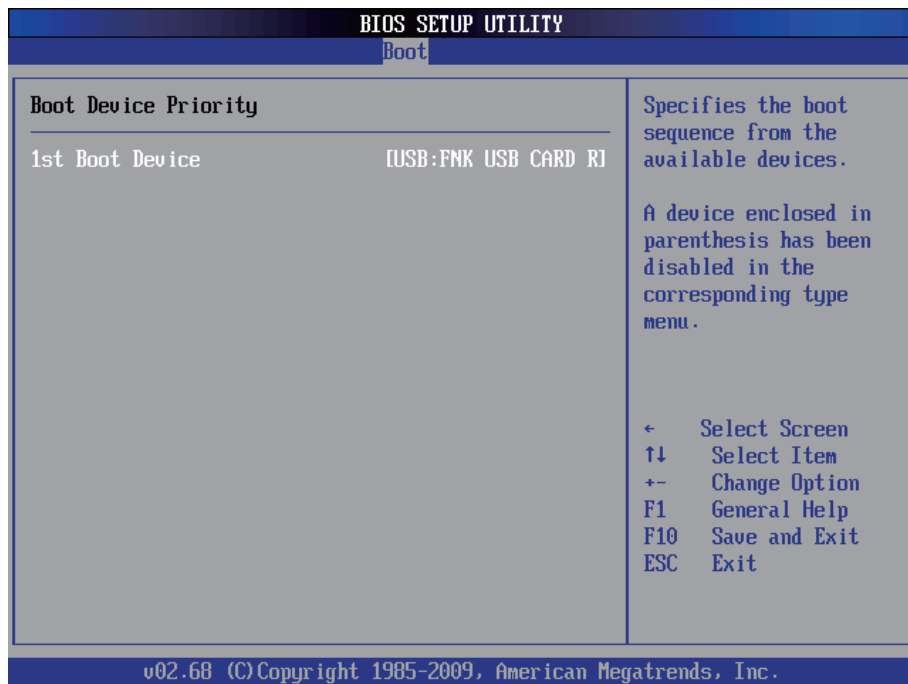 BIOS SETUP UTILITY
Boot
Boot Device Priority
1st Boot Device [USB:FNK USB CARD R]
Specifies the boot
sequence from the
available devices.
A device enclosed in
parenthesis has been
disabled in the
corresponding type
menu.
← Select Screen
↑↓ Select Item
+- Change Option
F1 General Help
F10 Save and Exit
ESC Exit
v02.68 (C)Copyright 1985-2009, American Megatrends, Inc.